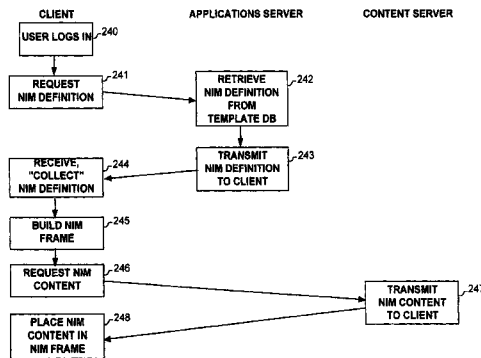 CLIENT
APPLICATIONS SERVER
CONTENT SERVER
USER LOGS IN
240
REQUEST
NIM DEFINITION
241
RETRIEVE
NIM DEFINITION
FROM
TEMPLATE DB
242
TRANSMIT
NIM DEFINITION
TO CLIENT
243
RECEIVE,
"COLLECT"
NIM DEFINITION
244
BUILD NIM
FRAME
245
REQUEST NIM
CONTENT
246
TRANSMIT
NIM CONTENT
TO CLIENT
247
PLACE NIM
CONTENT IN
NIM FRAME
248